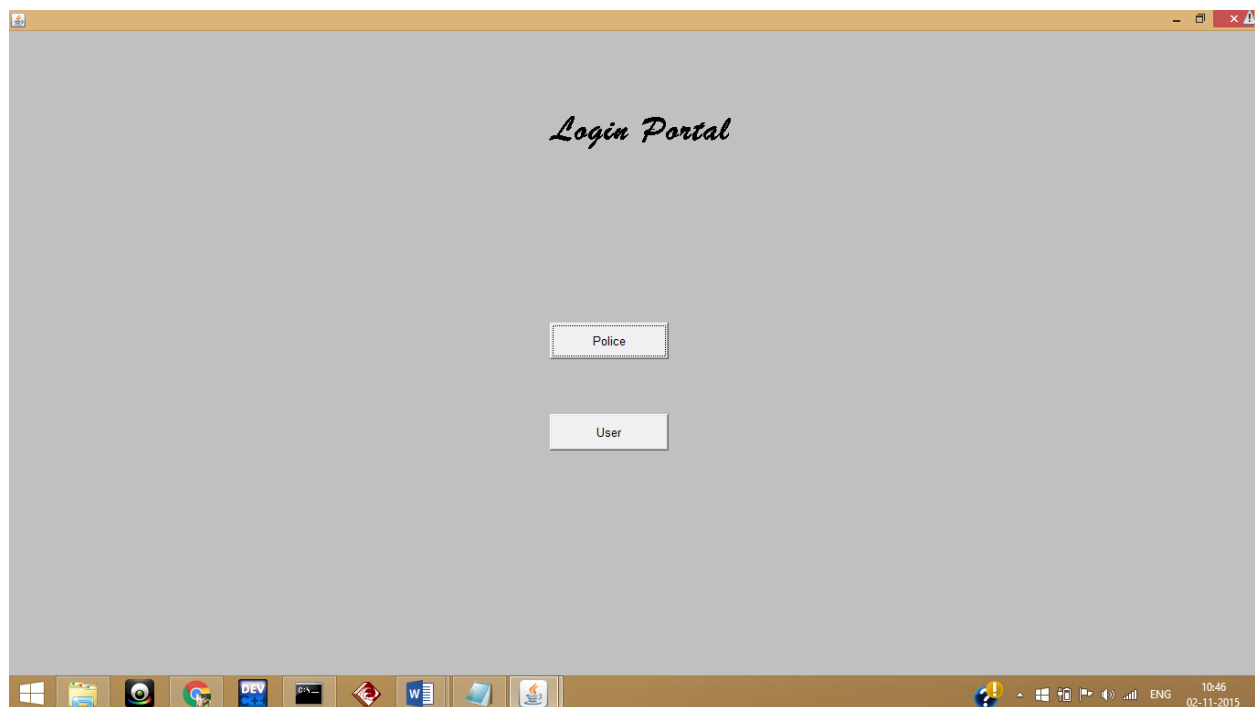 Login Portal
Police
User
DEV
C:\_
W
ENG
10:46
02-11-2015